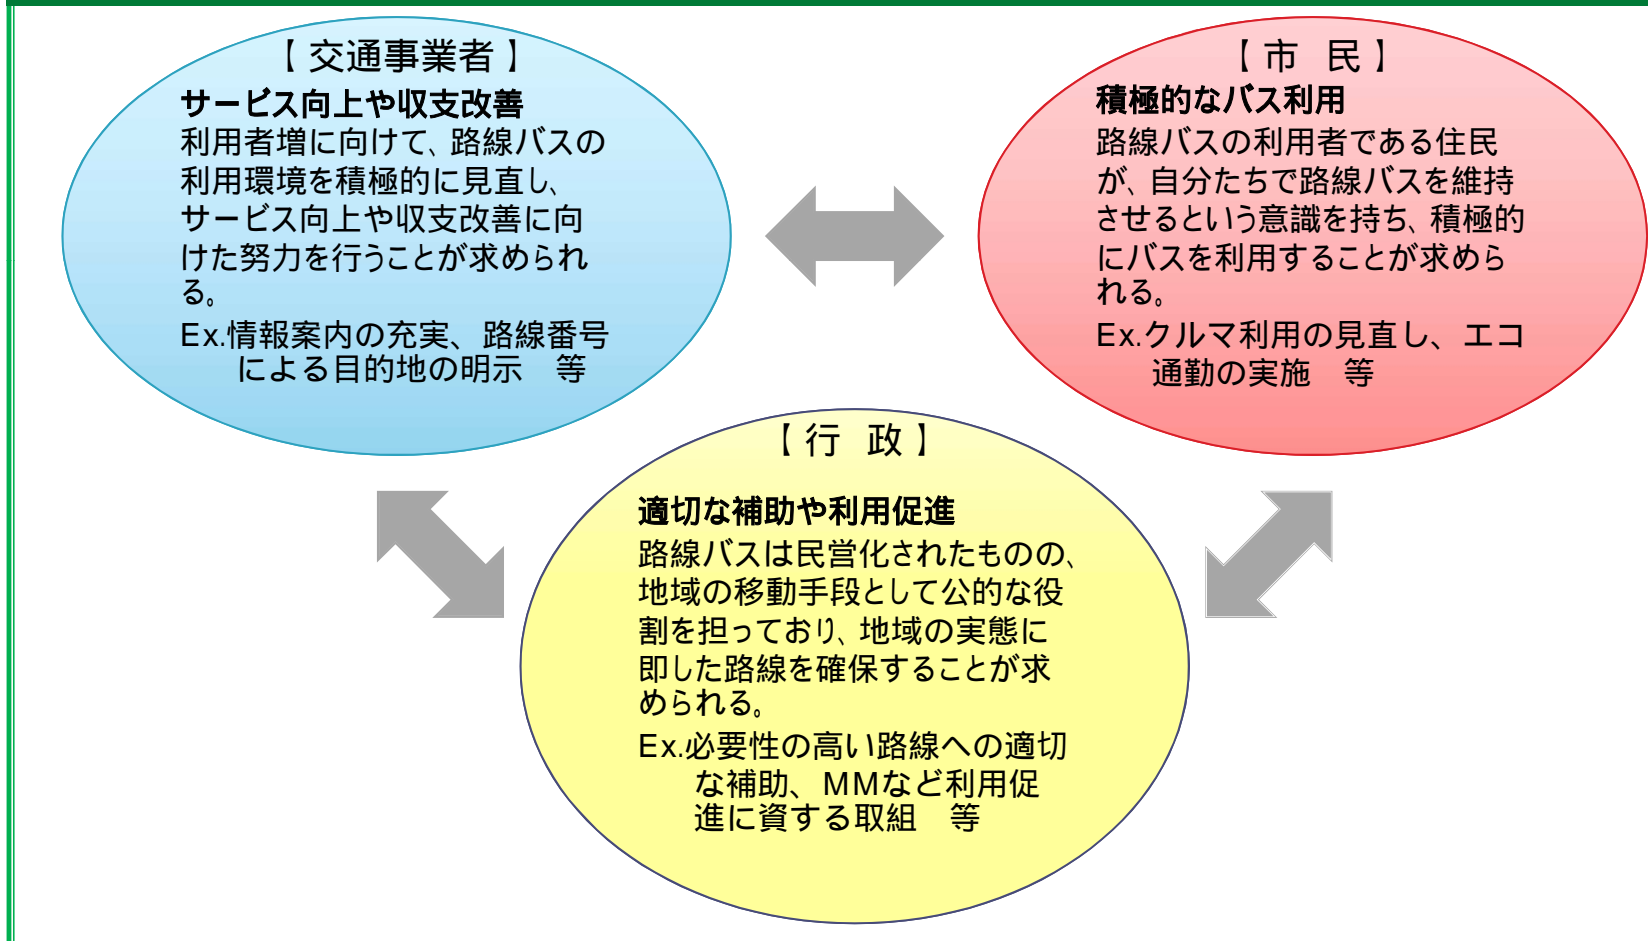 【交通事業者】
サービス向上や収支改善
利用者増に向けて、路線バスの
利用環境を積極的に見直し、
サービス向上や収支改善に向
けた努力を行うことが求められ
る。
Ex.情報案内の充実、路線番号
による目的地の明示　等
【市　民】
積極的なバス利用
路線バスの利用者である住民
が、自分たちで路線バスを維持
させるという意識を持ち、積極的
にバスを利用することが求めら
れる。
Ex.クルマ利用の見直し、エコ
通勤の実施　等
【行　政】
適切な補助や利用促進
路線バスは民営化されたものの、
地域の移動手段として公的な役
割を担っており、地域の実態に
即した路線を確保することが求
められる。
Ex.必要性の高い路線への適切
な補助、MMなど利用促
進に資する取組　等